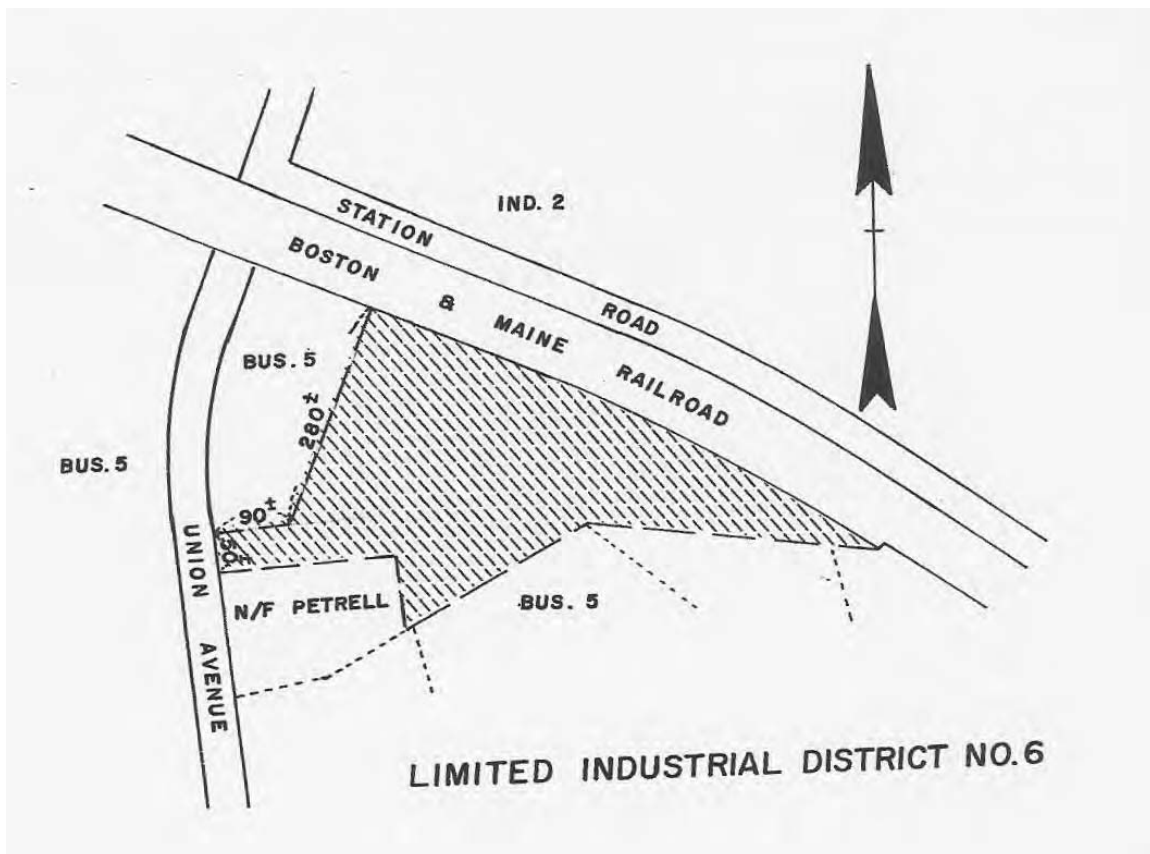 IND. 2
STATION ROAD
BOSTON & MAINE RAILROAD
BUS. 5
280±
BUS. 5
90±
50±
UNION AVENUE
N/F PETRELL
BUS. 5
LIMITED INDUSTRIAL DISTRICT NO. 6